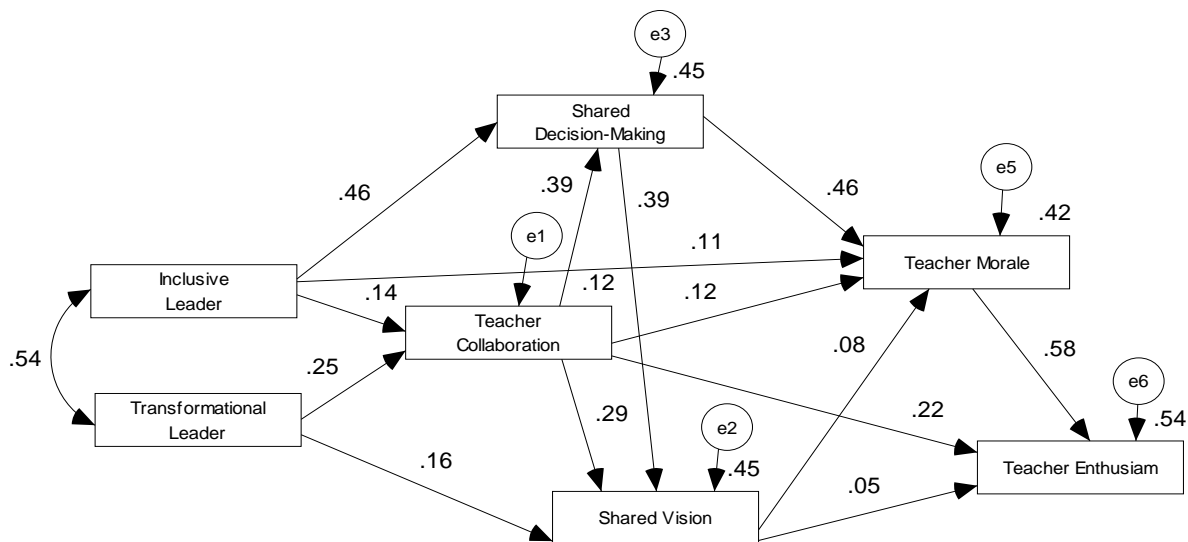 e3
.45
Shared
Decision-Making
.46
.39
.39
.46
e5
.42
e1
.11
Teacher Morale
Inclusive
Leader
.14
.12
.12
Teacher
Collaboration
.54
.25
.08
.58
Transformational
Leader
.29
.22
e6
.54
e2
.16
.45
.05
Teacher Enthusiam
Shared Vision